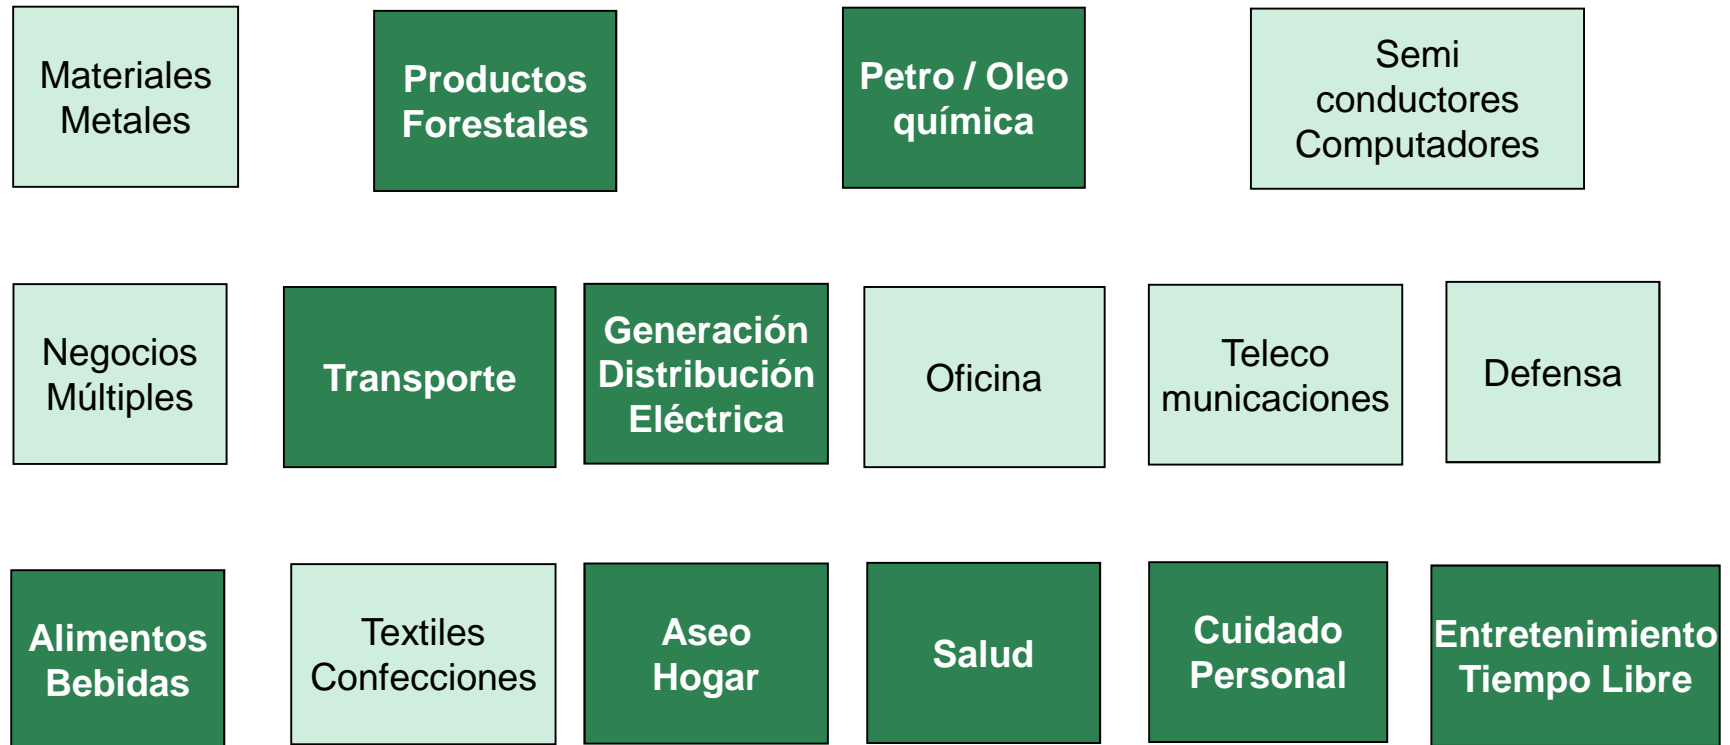 Materiales
Metales
Productos
Forestales
Petro / Oleo
química
Semi
conductores
Computadores
Negocios
Múltiples
Transporte
Generación
Distribución
Eléctrica
Oficina
Teleco
municaciones
Defensa
Alimentos
Bebidas
Textiles
Confecciones
Aseo
Hogar
Salud
Cuidado
Personal
Entretenimiento
Tiempo Libre